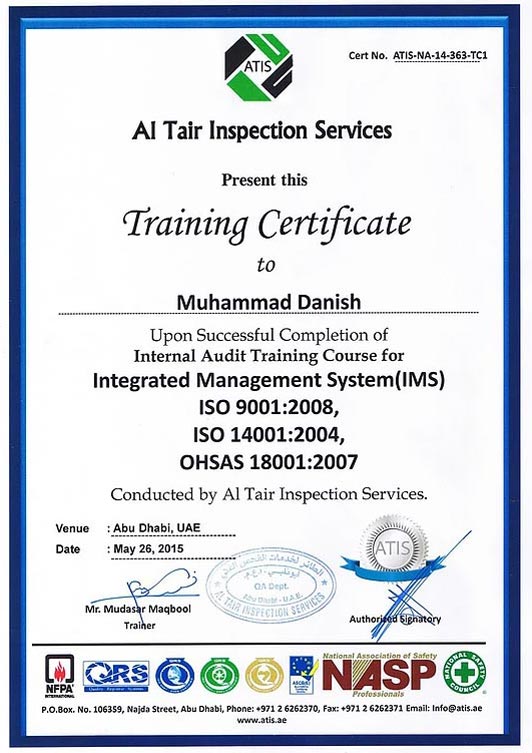 ATIS
Cert No. ATIS-NA-14-363-TC1
Al Tair Inspection Services
Present this
Training Certificate
to
Muhammad Danish
Upon Successful Completion of
Internal Audit Training Course for
Integrated Management System(IMS)
ISO 9001:2008,
ISO 14001:2004,
OHSAS 18001:2007
Conducted by Al Tair Inspection Services.
Venue : Abu Dhabi, UAE
Date : May 26, 2015
QA Dept.
Abu Dhabi - U.A.E.
AL TAIR INSPECTION SERVICES
ATIS
Mr. Mudasar Maqbool
Trainer
Authorised Signatory
NFPA
INTERNATIONAL
QRS
National Association of Safety
NASP
Professionals
NATIONAL SAFETY COUNCIL
P.O.Box. No. 106359, Najda Street, Abu Dhabi, Phone: +971 2 6262370, Fax: +971 2 6262371 Email: Info@atis.ae
www.atis.ae